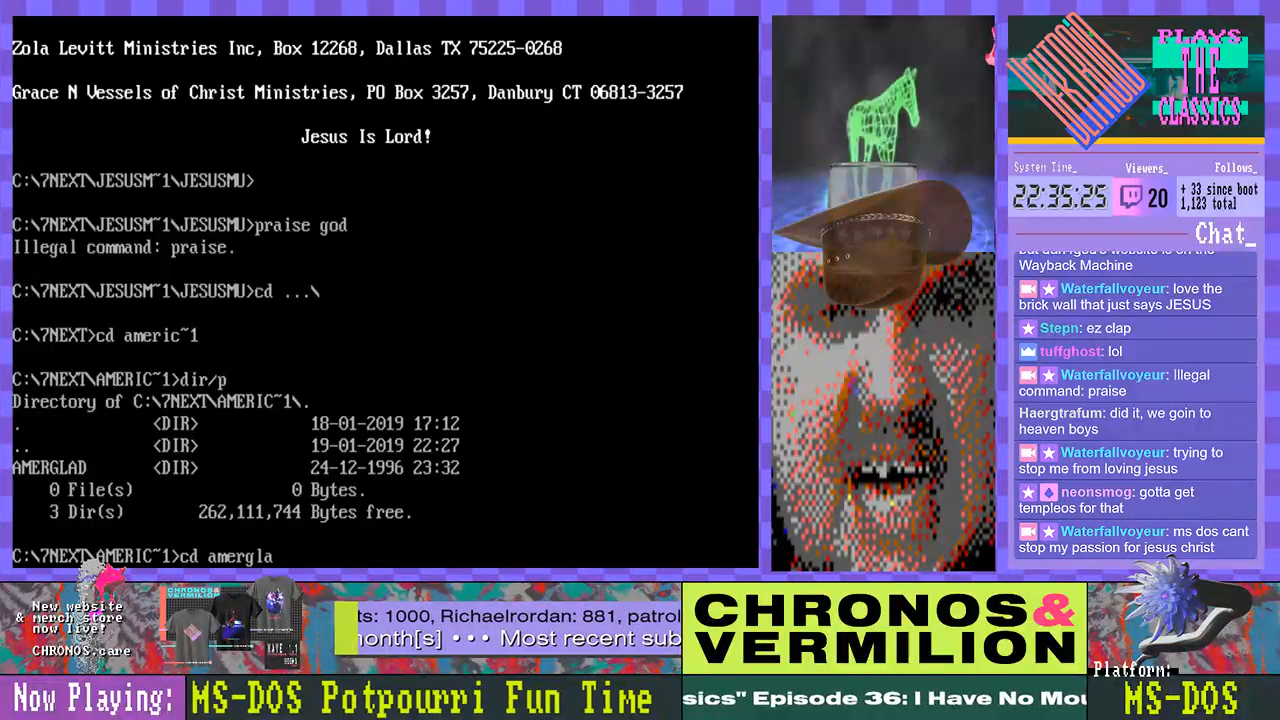 Zola Levitt Ministries Inc, Box 12268, Dallas TX 75225-0268
Grace N Vessels of Christ Ministries, PO Box 3257, Danbury CT 06813-3257
Jesus Is Lord!
C:\7NEXT\JESUSM~1\JESUSMU>
C:\7NEXT\JESUSM~1\JESUSMU>praise god
Illegal command: praise.
C:\7NEXT\JESUSM~1\JESUSMU>cd ...\
C:\7NEXT>cd americ~1
C:\7NEXT\AMERIC~1>dir/p
Directory of C:\7NEXT\AMERIC~1\.
. <DIR> 18-01-2019 17:12
.. <DIR> 19-01-2019 22:27
AMERGLAD <DIR> 24-12-1996 23:32
0 File(s) 0 Bytes.
3 Dir(s) 262,111,744 Bytes free.
C:\7NEXT\AMERIC~1>cd amergla
PLAYS
THE
CLASSICS
System Time_ Viewers_ Follows_
22:35:25 20 + 33 since boot
1,123 total
Chat_
Wayback Machine
Waterfallvoyeur: love the
brick wall that just says JESUS
Stepn: ez clap
tuffghost: lol
Waterfallvoyeur: Illegal
command: praise
Haergtrafum: did it, we goin to
heaven boys
Waterfallvoyeur: trying to
stop me from loving jesus
neonsmog: gotta get
templeos for that
Waterfallvoyeur: ms dos cant
stop my passion for jesus christ
New website
& merch store
now live!
CHRONOS.care
ts: 1000, Richaelrordan: 881, patrol
month[s] ••• Most recent sub
CHRONOS&
VERMILION
Platform:
Now Playing: MS-DOS Potpourri Fun Time
sics" Episode 36: I Have No Mou
MS-DOS